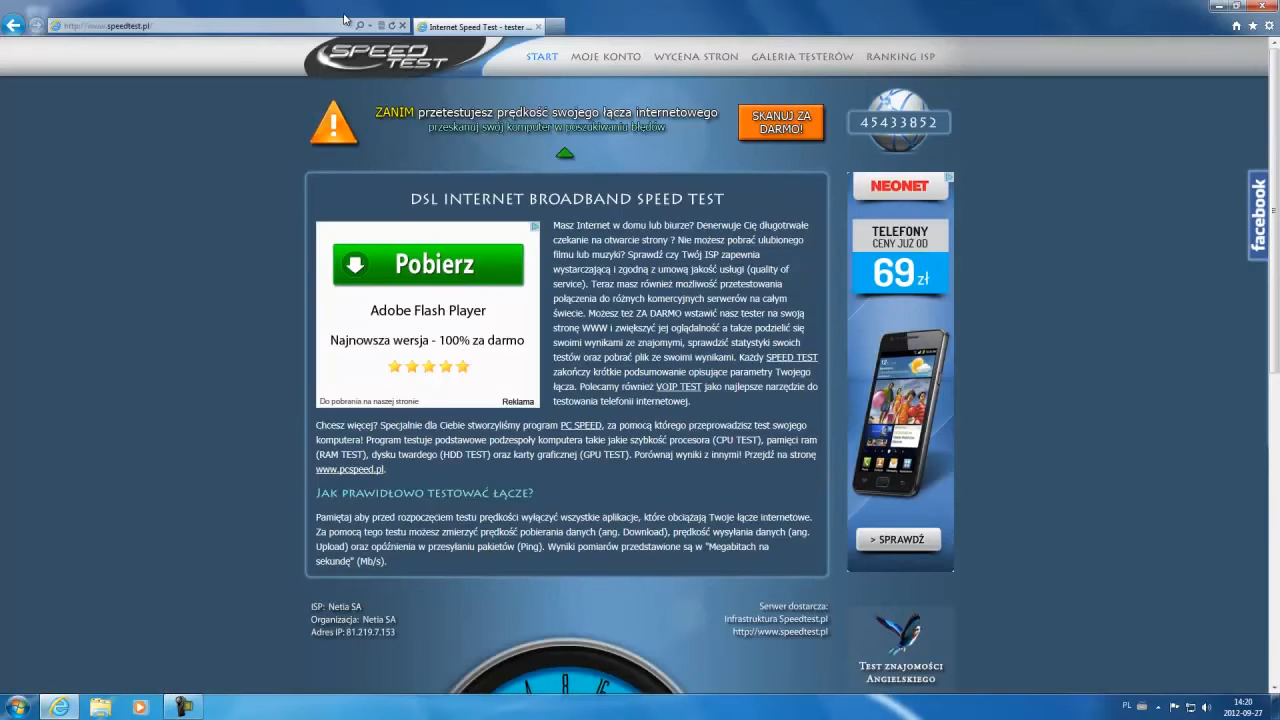 http://www.speedtest.pl/
Internet Speed Test - tester ...
SPEED TEST
START
MOJE KONTO
WYCENA STRON
GALERIA TESTERÓW
RANKING ISP
ZANIM przetestujesz prędkość swojego łącza internetowego
przeskanuj swój komputer w poszukiwaniu błędów
SKANUJ ZA
DARMO!
45433852
DSL INTERNET BROADBAND SPEED TEST
Pobierz
Adobe Flash Player
Najnowsza wersja - 100% za darmo
Do pobrania na naszej stronie
Reklama
Masz Internet w domu lub biurze? Denerwuje Cię długotrwałe
czekanie na otwarcie strony ? Nie możesz pobrać ulubionego
filmu lub muzyki? Sprawdź czy Twój ISP zapewnia
wystarczającą i zgodną z umową jakość usługi (quality of
service). Teraz masz również możliwość przetestowania
połączenia do różnych komercyjnych serwerów na całym
świecie. Możesz też ZA DARMO wstawić nasz tester na swoją
stronę WWW i zwiększyć jej oglądalność a także podzielić się
swoimi wynikami ze znajomymi, sprawdzić statystyki swoich
testów oraz pobrać plik ze swoimi wynikami. Każdy SPEED TEST
zakończy krótkie podsumowanie opisujące parametry Twojego
łącza. Polecamy również VOIP TEST jako najlepsze narzędzie do
testowania telefonii internetowej.
Chcesz więcej? Specjalnie dla Ciebie stworzyliśmy program PC SPEED, za pomocą którego przeprowadzisz test swojego
komputera! Program testuje podstawowe podzespoły komputera takie jakie szybkość procesora (CPU TEST), pamięci ram
(RAM TEST), dysku twardego (HDD TEST) oraz karty graficznej (GPU TEST). Porównaj wyniki z innymi! Przejdź na stronę
www.pcspeed.pl.
JAK PRAWIDŁOWO TESTOWAĆ ŁĄCZE?
Pamiętaj aby przed rozpoczęciem testu prędkości wyłączyć wszystkie aplikacje, które obciążają Twoje łącze internetowe.
Za pomocą tego testu możesz zmierzyć prędkość pobierania danych (ang. Download), prędkość wysyłania danych (ang.
Upload) oraz opóźnienia w przesyłaniu pakietów (Ping). Wyniki pomiarów przedstawione są w "Megabitach na
sekundę" (Mb/s).
NEONET
TELEFONY
CENY JUŻ OD
69 zł
> SPRAWDŹ
facebook
ISP: Netia SA
Organizacja: Netia SA
Adres IP: 81.219.7.153
Serwer dostarcza:
Infrastruktura Speedtest.pl
http://www.speedtest.pl
8
16
TEST ZNAJOMOŚCI
ANGIELSKIEGO
PL
14:20
2012-09-27